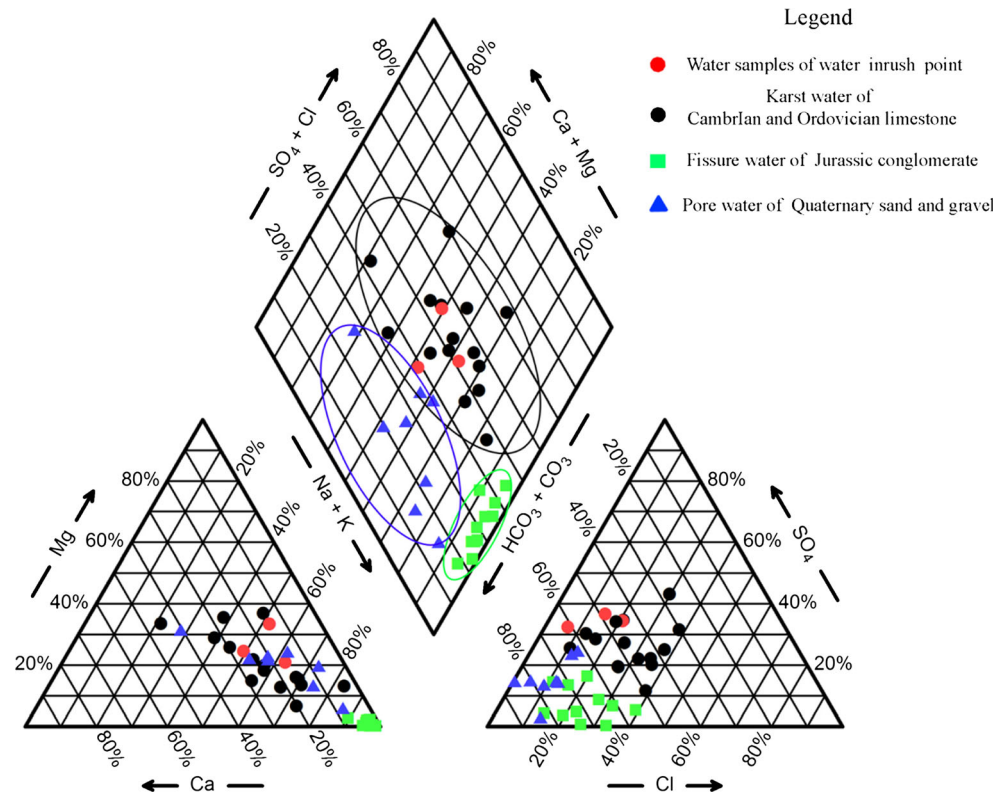 Legend
Water samples of water inrush point
Karst water of
CambrIan and Ordovician limestone
Fissure water of Jurassic conglomerate
Pore water of Quaternary sand and gravel
80%
80%
60%
60%
SO4 + Cl
Ca + Mg
40%
40%
20%
20%
Na + K
HCO3 + CO3
20%
80%
40%
60%
60%
40%
80%
20%
Mg
80%
60%
40%
20%
Ca
20%
80%
40%
60%
60%
40%
80%
20%
SO4
20%
40%
60%
80%
Cl